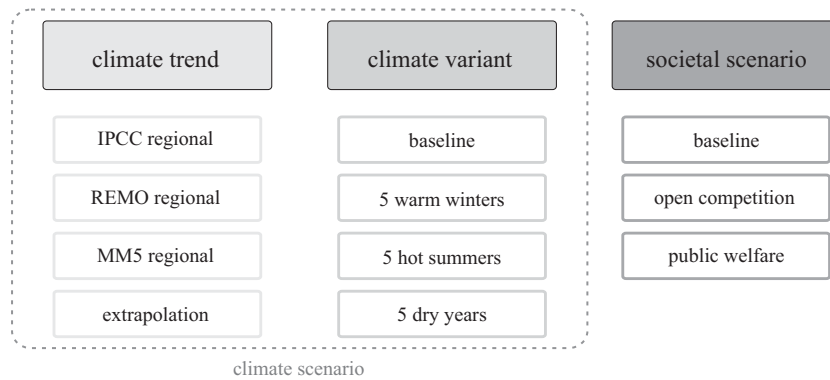 climate trend
climate variant
societal scenario
IPCC regional
baseline
baseline
REMO regional
5 warm winters
open competition
MM5 regional
5 hot summers
public welfare
extrapolation
5 dry years
climate scenario